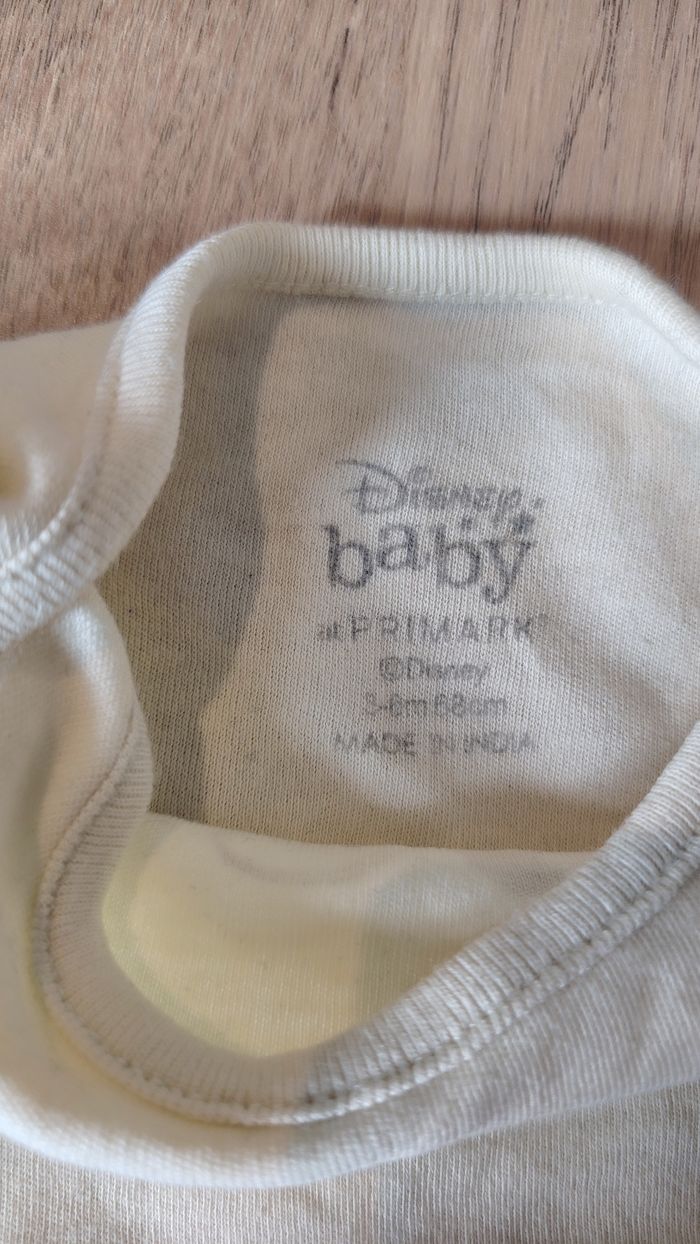 Disney
baby
at PRIMARK®
©Disney
3-6m 68cm
MADE IN INDIA